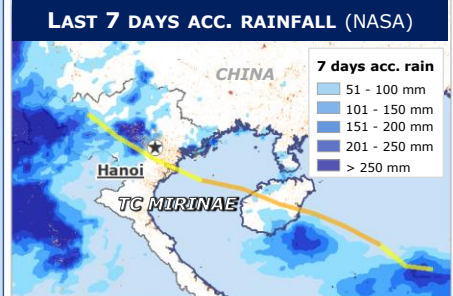 LAST 7 DAYS ACC. RAINFALL (NASA)
CHINA
7 days acc. rain
51 - 100 mm
101 - 150 mm
151 - 200 mm
201 - 250 mm
> 250 mm
Hanoi
TC MIRINAE